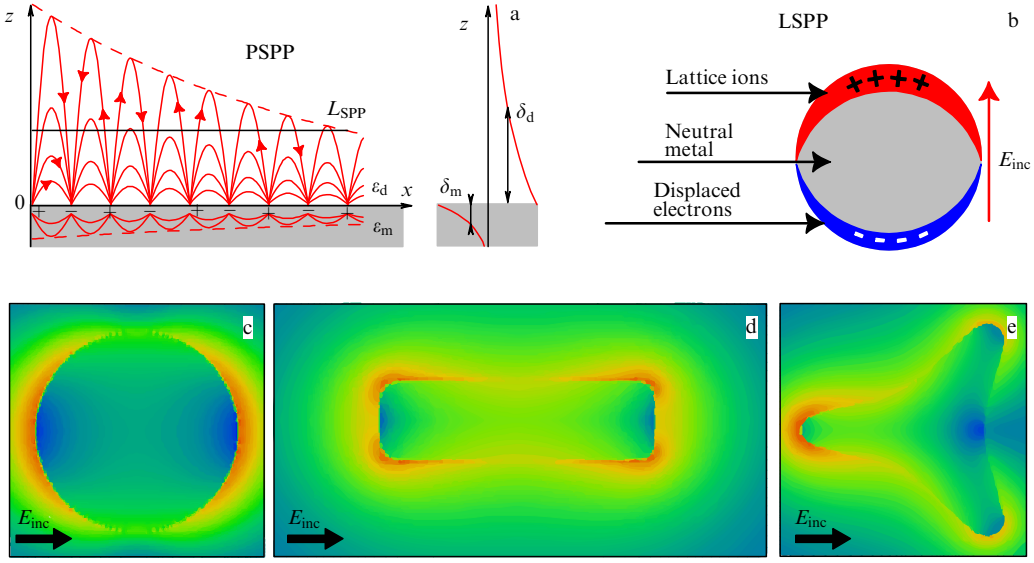 z
PSPP
L_SPP
ε_d
x
0
+ − + − + − + − +
ε_m
a
z
δ_d
δ_m
LSPP
b
Lattice ions
++++
Neutral
metal
E_inc
Displaced
electrons
− − − −
c
E_inc
d
E_inc
e
E_inc